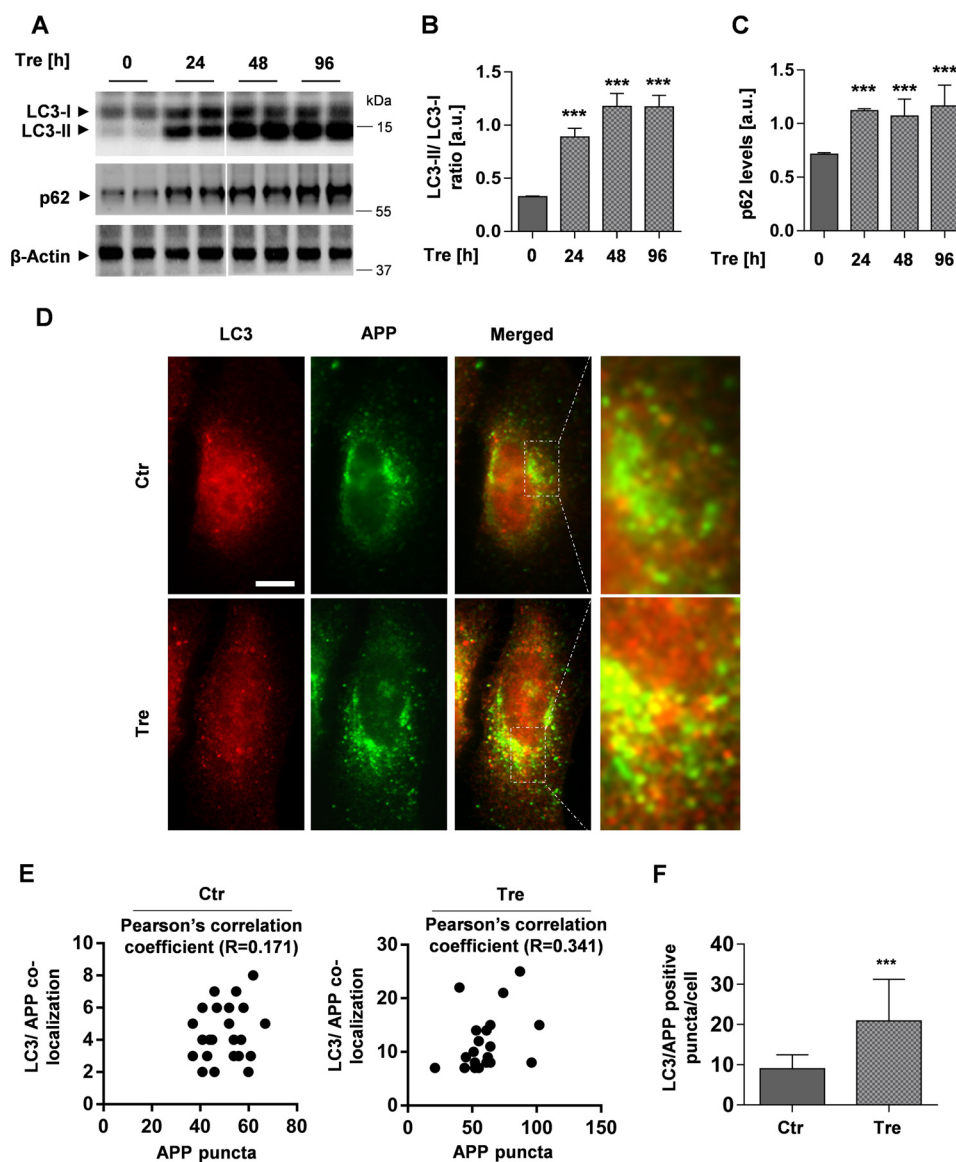 A
Tre [h] 0 24 48 96
LC3-I
LC3-II
kDa
15
p62
55
β-Actin
37
B
LC3-II/ LC3-I
ratio [a.u.]
1.5
1.0
0.5
0.0
***
***
***
Tre [h] 0 24 48 96
C
p62 levels [a.u.]
1.5
1.0
0.5
0.0
***
***
***
Tre [h] 0 24 48 96
D
LC3 APP Merged
Ctr
Tre
E
Ctr
Pearson's correlation
coefficient (R=0.171)
LC3/ APP co-
localization
10
8
6
4
2
0
0 20 40 60 80
APP puncta
Tre
Pearson's correlation
coefficient (R=0.341)
LC3/ APP co-
localization
30
20
10
0
0 50 100 150
APP puncta
F
LC3/APP positive
puncta/cell
40
30
20
10
0
***
Ctr Tre